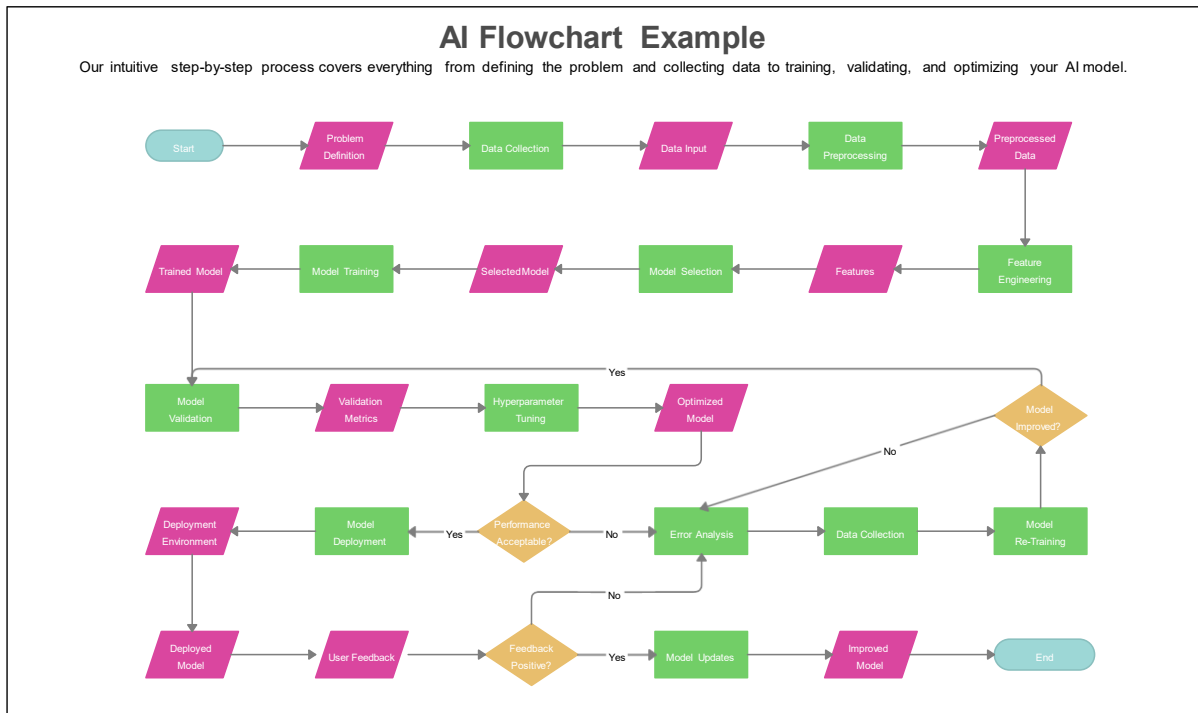 AI Flowchart Example
Our intuitive step-by-step process covers everything from defining the problem and collecting data to training, validating, and optimizing your AI model.
Start
Problem
Definition
Data Collection
Data Input
Data
Preprocessing
Preprocessed
Data
Trained Model
Model Training
Selected Model
Model Selection
Features
Feature
Engineering
Yes
Model
Validation
Validation
Metrics
Hyperparameter
Tuning
Optimized
Model
Model
Improved?
No
Deployment
Environment
Model
Deployment
Yes
Performance
Acceptable?
No
Error Analysis
Data Collection
Model
Re-Training
No
Deployed
Model
User Feedback
Feedback
Positive?
Yes
Model Updates
Improved
Model
End